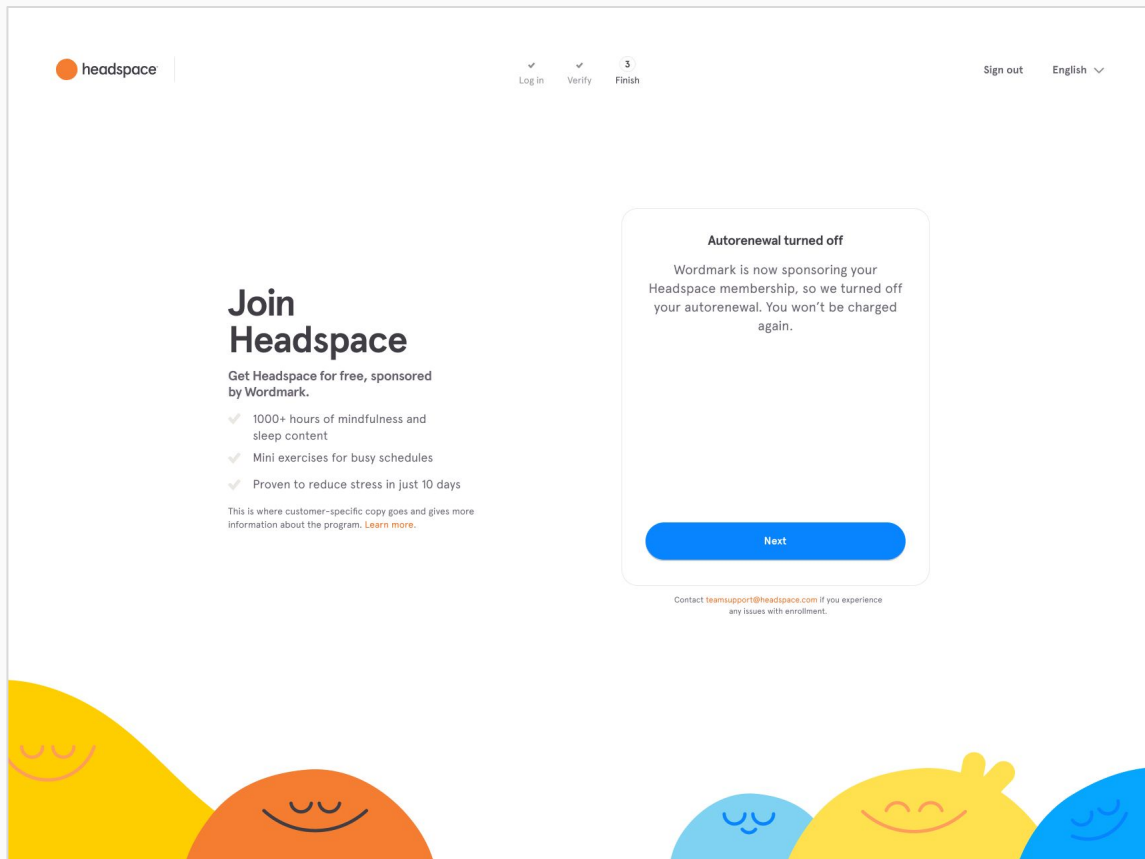 headspace
Log in
Verify
3
Finish
Sign out
English
Join
Headspace
Get Headspace for free, sponsored
by Wordmark.
1000+ hours of mindfulness and
sleep content
Mini exercises for busy schedules
Proven to reduce stress in just 10 days
This is where customer-specific copy goes and gives more
information about the program. Learn more.
Autorenewal turned off
Wordmark is now sponsoring your
Headspace membership, so we turned off
your autorenewal. You won’t be charged
again.
Next
Contact teamsupport@headspace.com if you experience
any issues with enrollment.